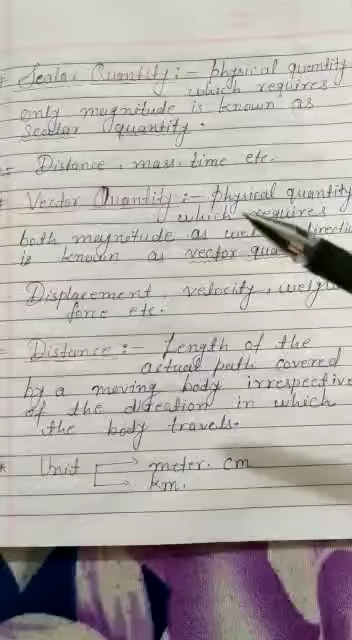 Scalar Quantity :- physical quantity
which requires
only magnitude is known as
scalar quantity.
Distance, mass, time etc.
Vector Quantity :- physical quantity
which requires
both magnitude as
is known as vector
Displacement, velocity,
force etc.
Distance :- Length of the
actual path covered
by a moving body irrespective
of the direction in which
the body travels.
* Unit → meter. cm
→ km.